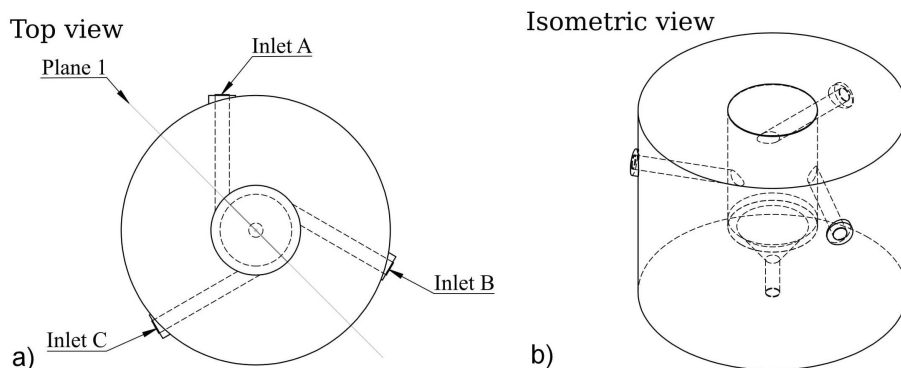 Top view
Isometric view
Inlet A
Plane 1
Inlet B
Inlet C
a)
b)